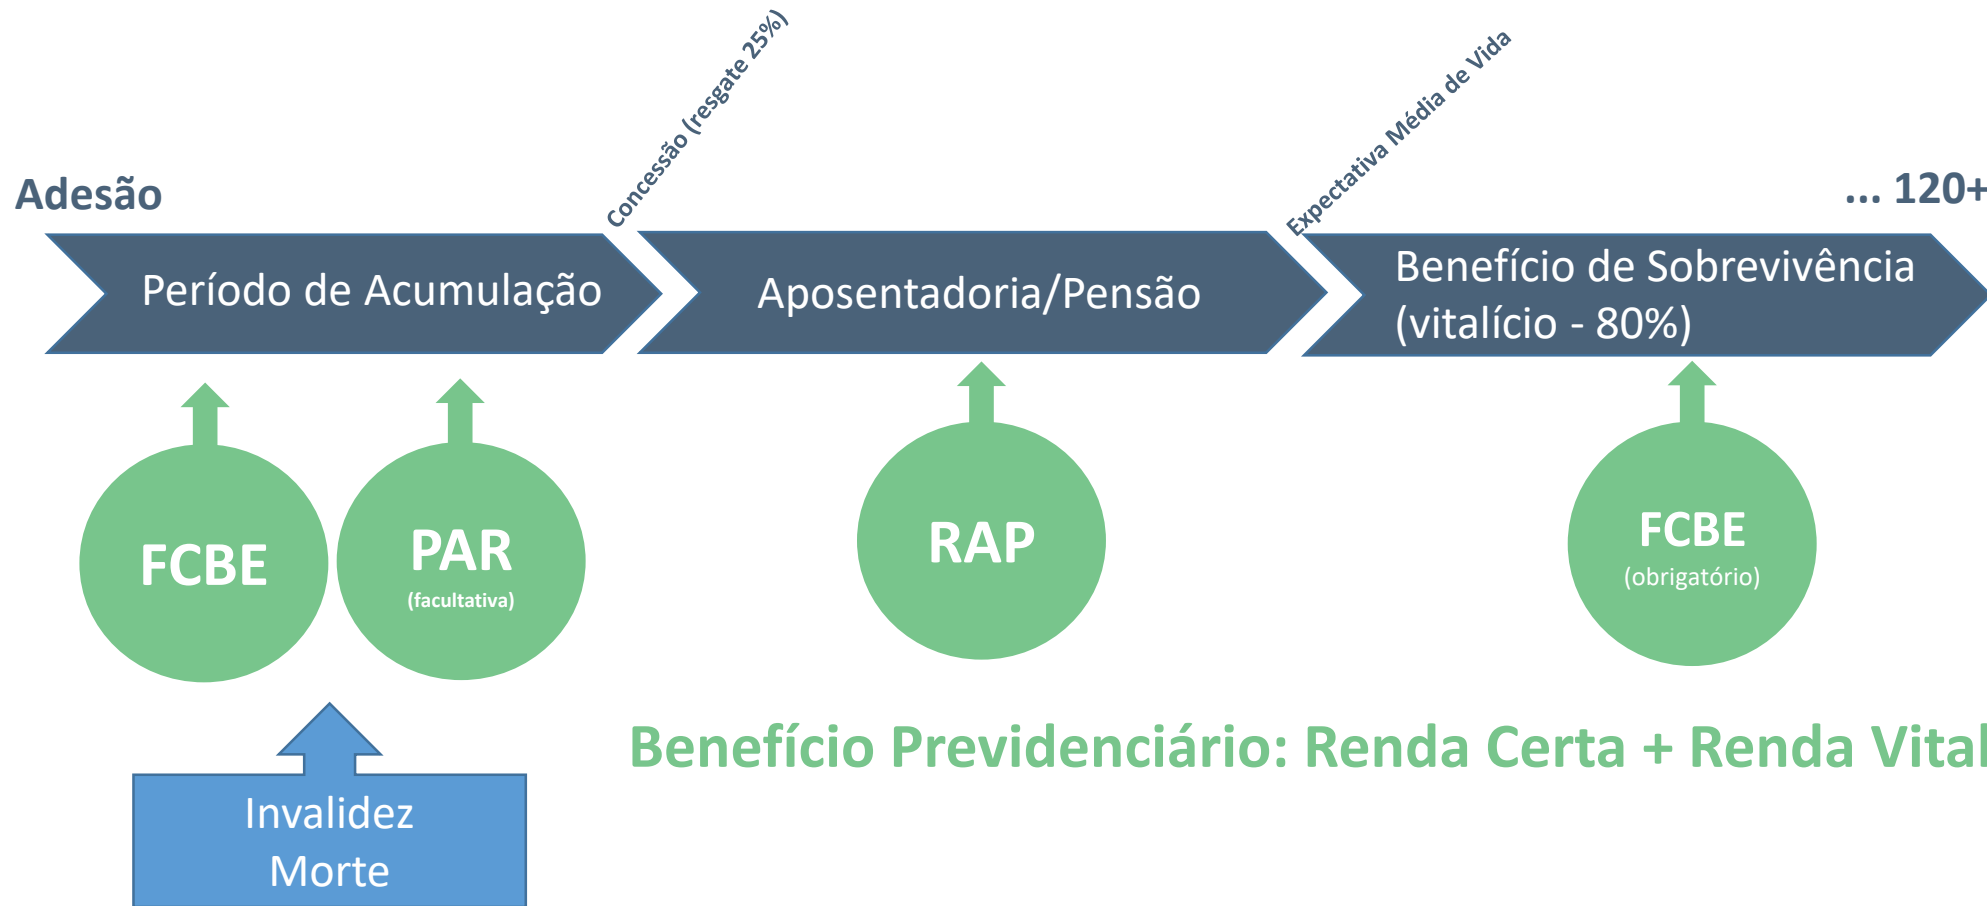 Concessão (resgate 25%)
Expectativa Média de Vida
Adesão
... 120+
Período de Acumulação
Aposentadoria/Pensão
Benefício de Sobrevivência
(vitalício - 80%)
FCBE
PAR
(facultativa)
RAP
FCBE
(obrigatório)
Benefício Previdenciário: Renda Certa + Renda Vital
Invalidez
Morte